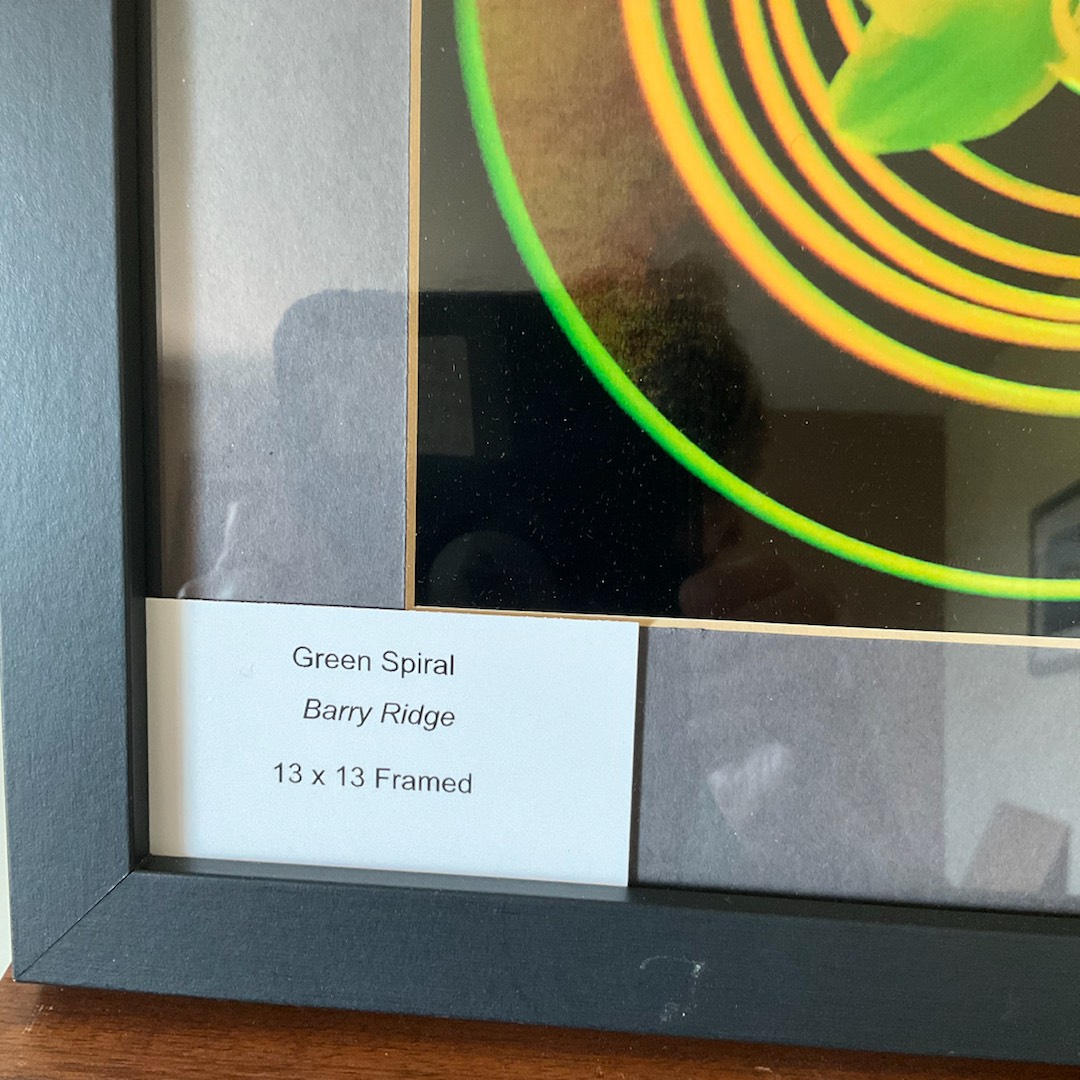 Green Spiral
Barry Ridge
13 x 13 Framed